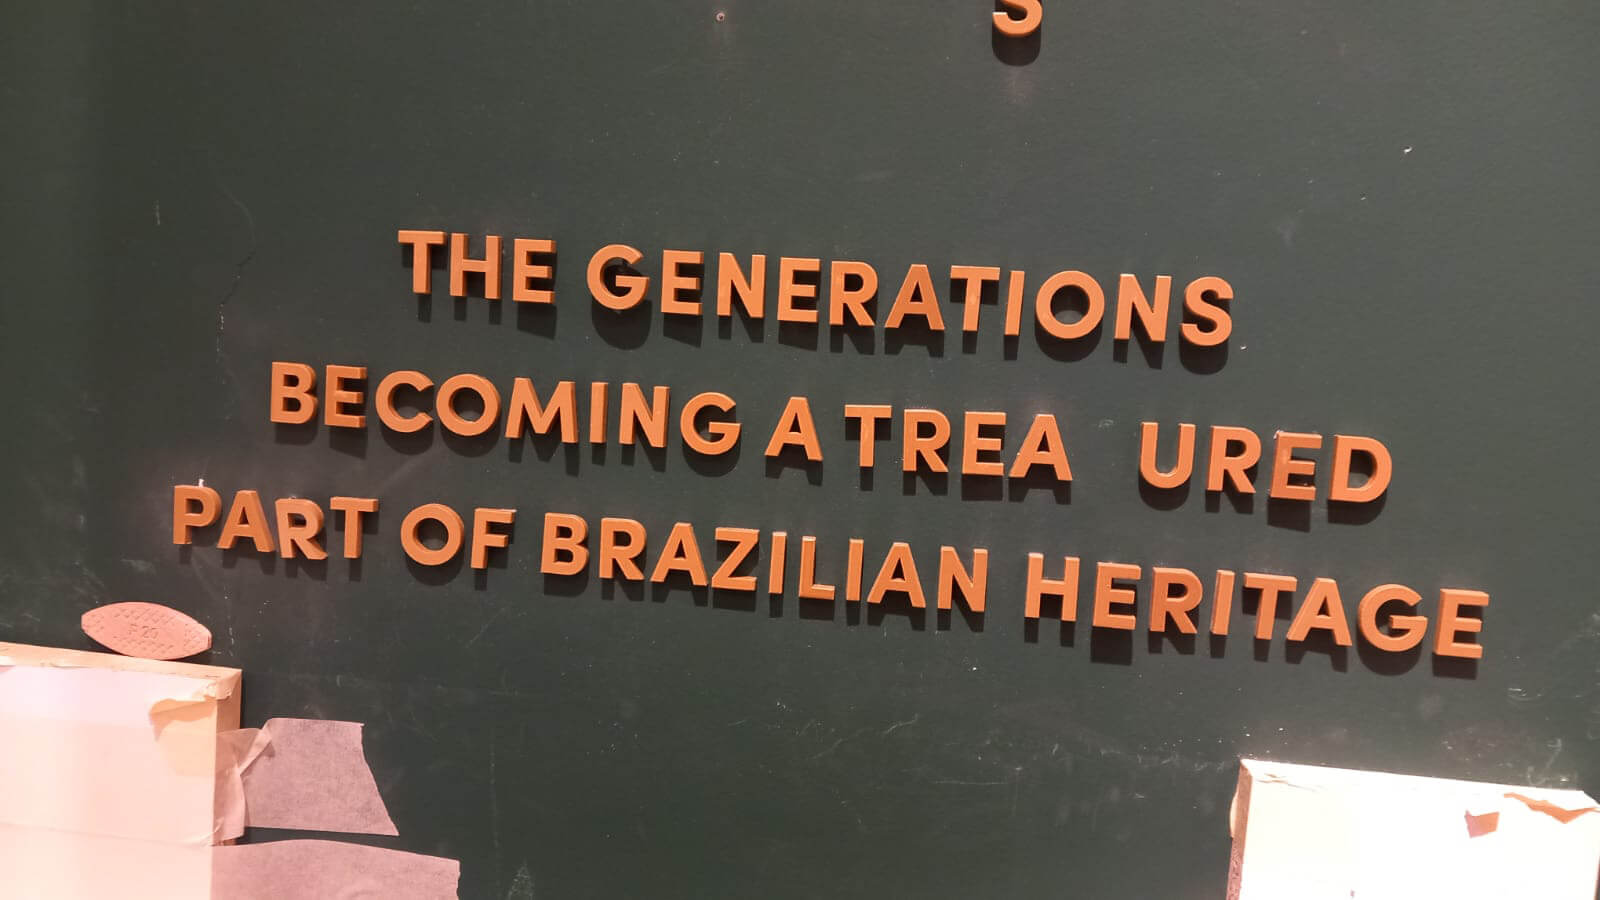 S
THE GENERATIONS
BECOMING A TREA URED
PART OF BRAZILIAN HERITAGE